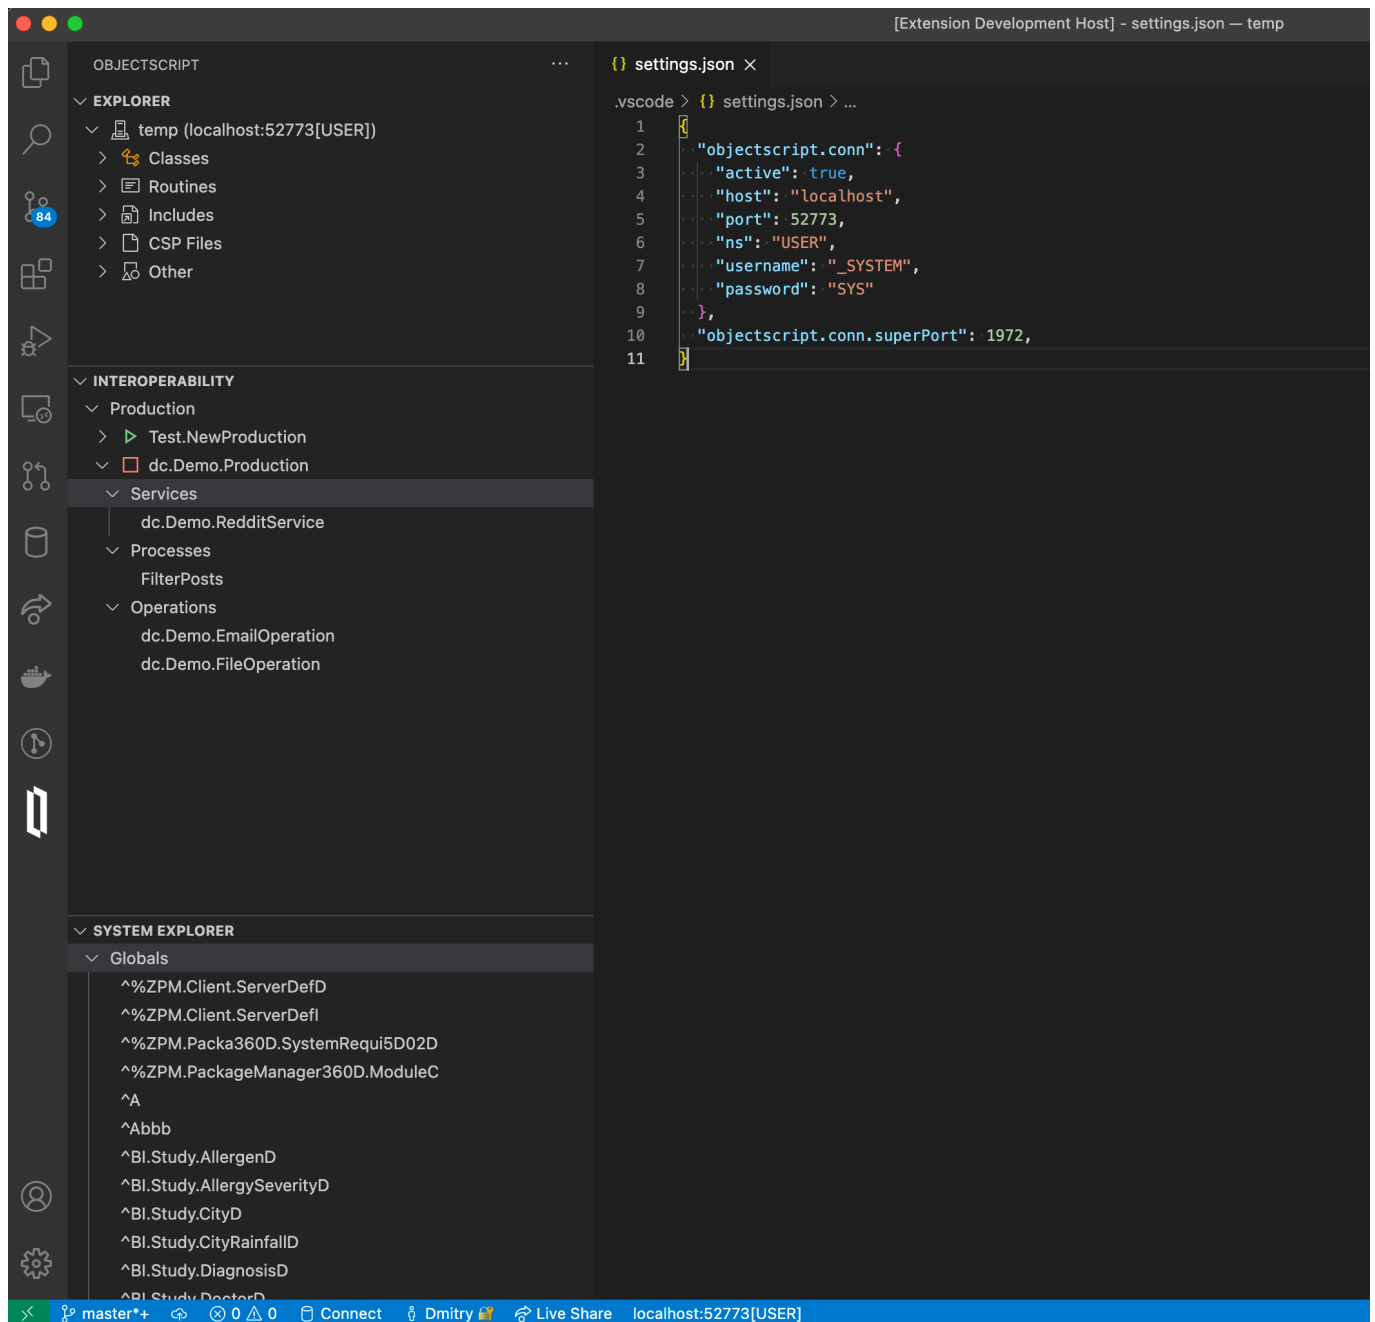 [Extension Development Host] - settings.json — temp
OBJECTSCRIPT
EXPLORER
temp (localhost:52773[USER])
Classes
Routines
Includes
CSP Files
Other
84
INTEROPERABILITY
Production
Test.NewProduction
dc.Demo.Production
Services
dc.Demo.RedditService
Processes
FilterPosts
Operations
dc.Demo.EmailOperation
dc.Demo.FileOperation
SYSTEM EXPLORER
Globals
^%ZPM.Client.ServerDefD
^%ZPM.Client.ServerDefI
^%ZPM.Packa360D.SystemRequi5D02D
^%ZPM.PackageManager360D.ModuleC
^A
^Abbb
^BI.Study.AllergenD
^BI.Study.AllergySeverityD
^BI.Study.CityD
^BI.Study.CityRainfallD
^BI.Study.DiagnosisD
^BI.Study.DoctorD
{} settings.json ×
.vscode > {} settings.json > ...
1 {
2 "objectscript.conn": {
3 "active": true,
4 "host": "localhost",
5 "port": 52773,
6 "ns": "USER",
7 "username": "_SYSTEM",
8 "password": "SYS"
9 },
10 "objectscript.conn.superPort": 1972,
11 }
master*+ 0 0 Connect Dmitry Live Share localhost:52773[USER]